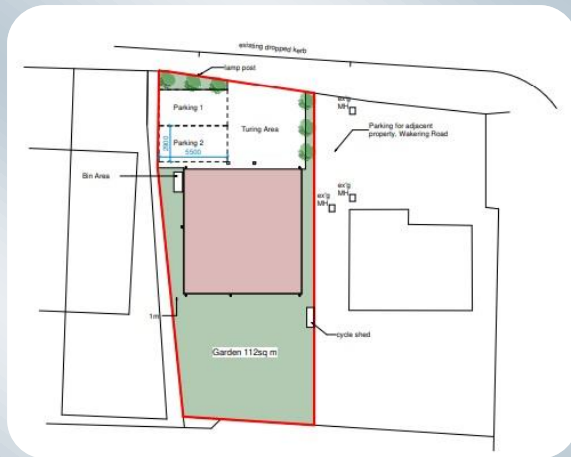 existing dropped kerb
lamp post
Parking 1
Turing Area
ex'g
MH
Parking for adjacent
property, Wakering Road
Parking 2
2900
5500
Bin Area
ex'g
MH
ex'g
MH
1m
cycle shed
Garden 112sq m